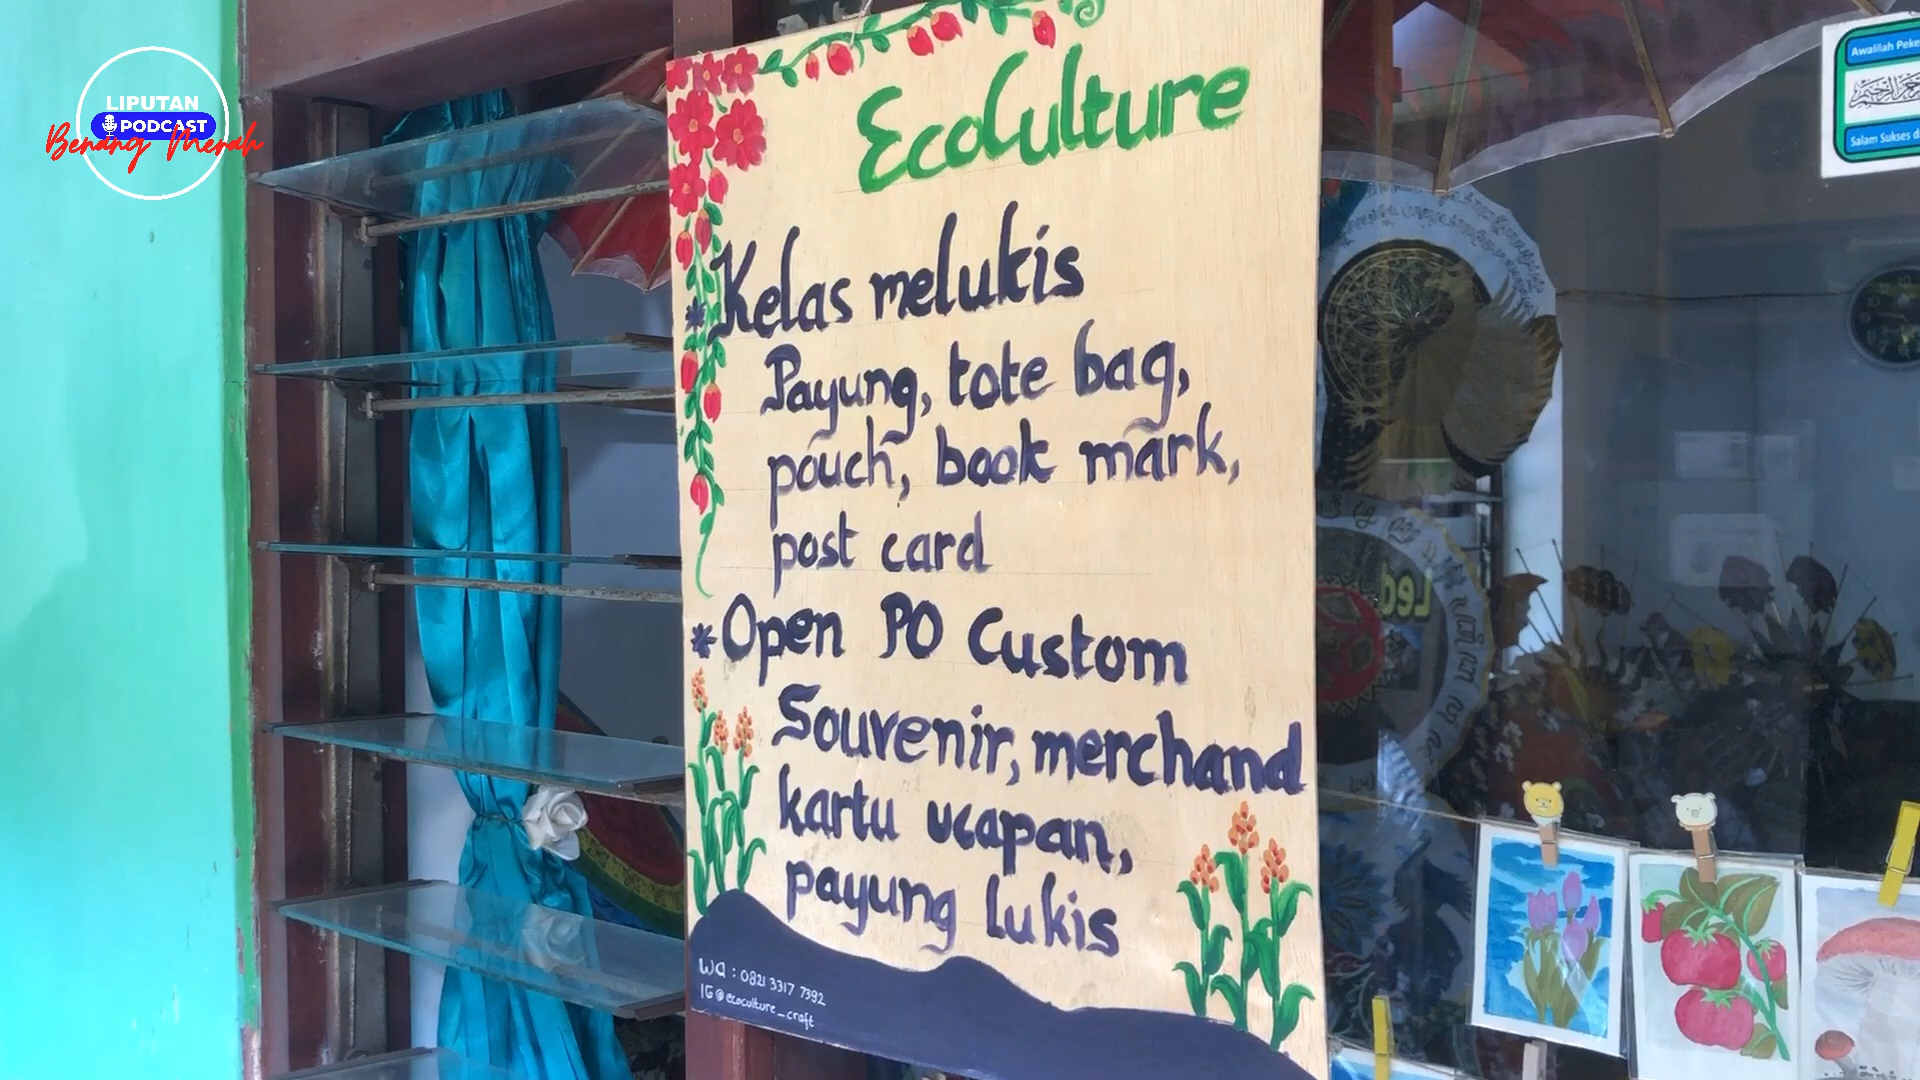 LIPUTAN
PODCAST
Benang Merah
EcoCulture
* Kelas melukis
Payung, tote bag,
pouch, book mark,
post card
* Open PO Custom
Souvenir, merchand
kartu ucapan,
payung lukis
WA : 0821 3317 7392
IG @ecoculture_craft
Awalilah Peke
Salam Sukses d
Led